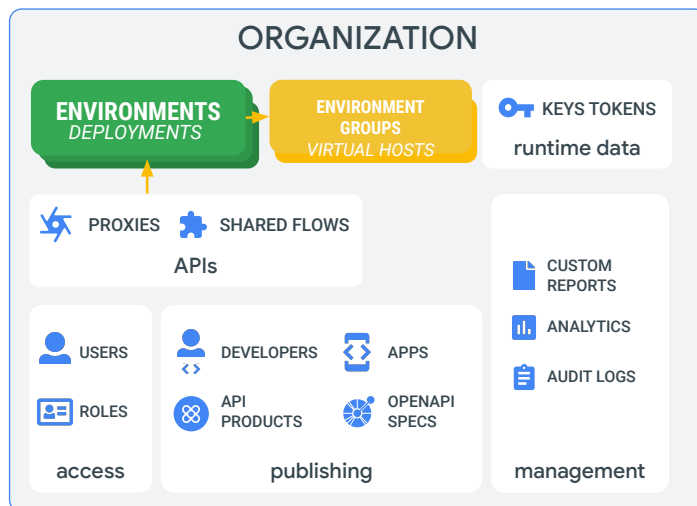 ORGANIZATION
ENVIRONMENTS
DEPLOYMENTS
ENVIRONMENT
GROUPS
VIRTUAL HOSTS
KEYS TOKENS
runtime data
PROXIES
SHARED FLOWS
APIs
CUSTOM
REPORTS
ANALYTICS
AUDIT LOGS
management
USERS
ROLES
access
DEVELOPERS
APPS
API
PRODUCTS
OPENAPI
SPECS
publishing